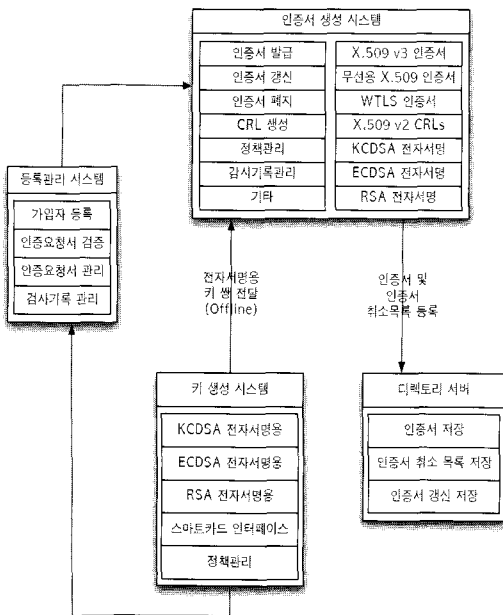 인증서 생성 시스템
인증서 발급
인증서 갱신
인증서 폐지
CRL 생성
정책관리
감사기록관리
기타
X.509 v3 인증서
무선용 X.509 인증서
WTLS 인증서
X.509 v2 CRLs
KCDSA 전자서명
ECDSA 전자서명
RSA 전자서명
등록관리 시스템
가입자 등록
인증요청서 검증
인증요청서 관리
검사기록 관리
전자서명용
키 쌍 전달
(Offline)
인증서 및
인증서
취소목록 등록
키 생성 시스템
KCDSA 전자서명용
ECDSA 전자서명용
RSA 전자서명용
스마트카드 인터페이스
정책관리
디렉토리 서버
인증서 저장
인증서 취소 목록 저장
인증서 갱신 저장